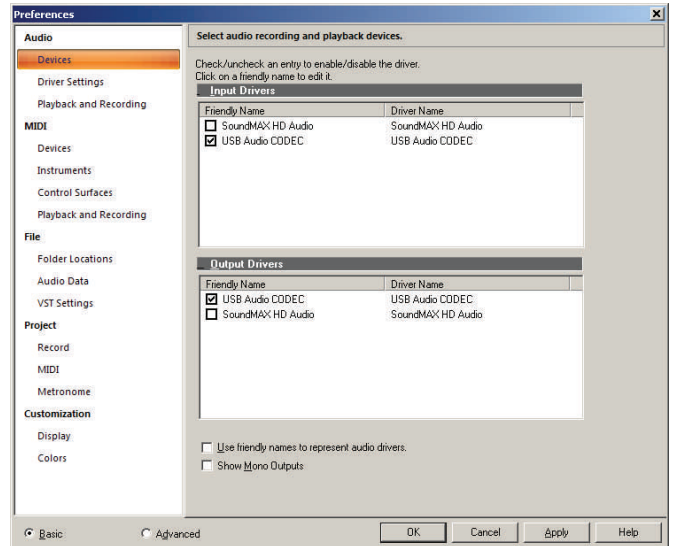 Preferences
Audio
Devices
Driver Settings
Playback and Recording
MIDI
Devices
Instruments
Control Surfaces
Playback and Recording
File
Folder Locations
Audio Data
VST Settings
Project
Record
MIDI
Metronome
Customization
Display
Colors
Basic
Advanced
Select audio recording and playback devices.
Check/uncheck an entry to enable/disable the driver.
Click on a friendly name to edit it.
Input Drivers
Friendly Name Driver Name
SoundMAX HD Audio SoundMAX HD Audio
USB Audio CODEC USB Audio CODEC
Output Drivers
Friendly Name Driver Name
USB Audio CODEC USB Audio CODEC
SoundMAX HD Audio SoundMAX HD Audio
Use friendly names to represent audio drivers.
Show Mono Outputs
OK Cancel Apply Help